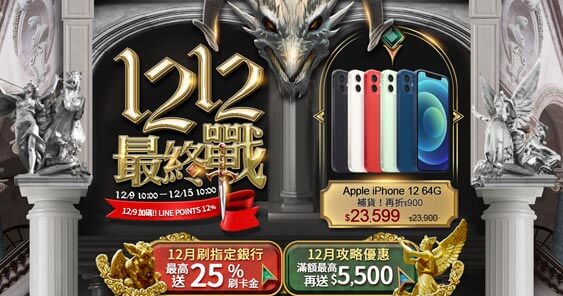 1212
最終戰
12/9 10:00－12/15 10:00
12/9 加碼!! LINE POINTS 12%
Apple iPhone 12 64G
補貨！再折$900
$23,599 $23,900
12月刷指定銀行
最高送25%刷卡金
12月攻略優惠
滿額最高再送$5,500